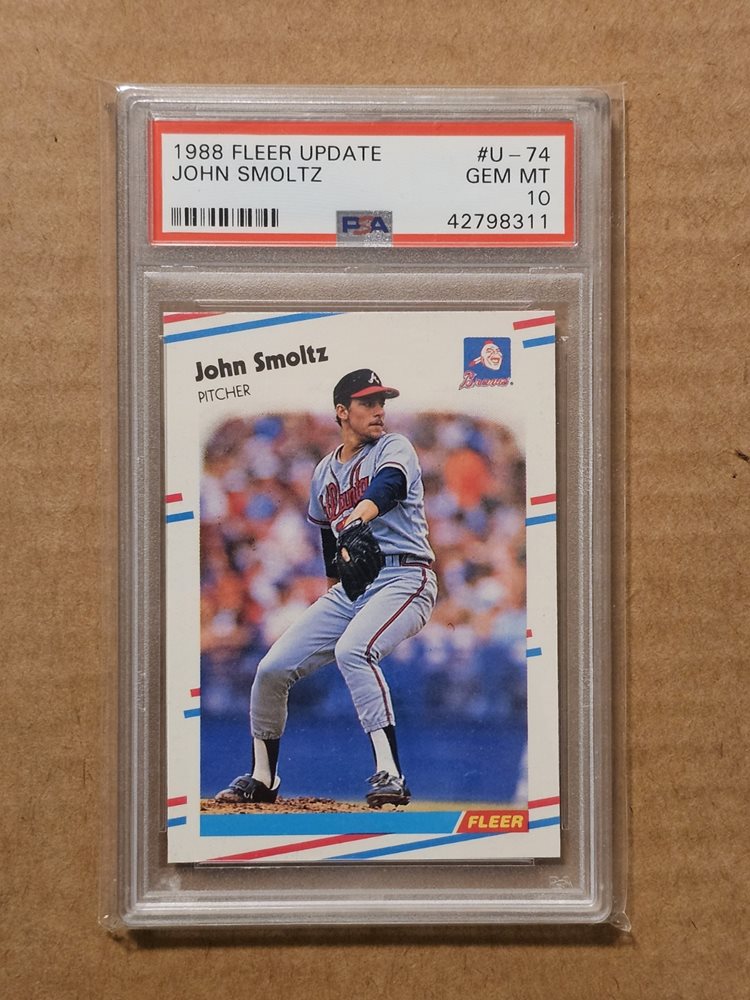 1988 FLEER UPDATE #U-74
JOHN SMOLTZ GEM MT
10
PSA 42798311
John Smoltz
PITCHER
Braves
A
FLEER